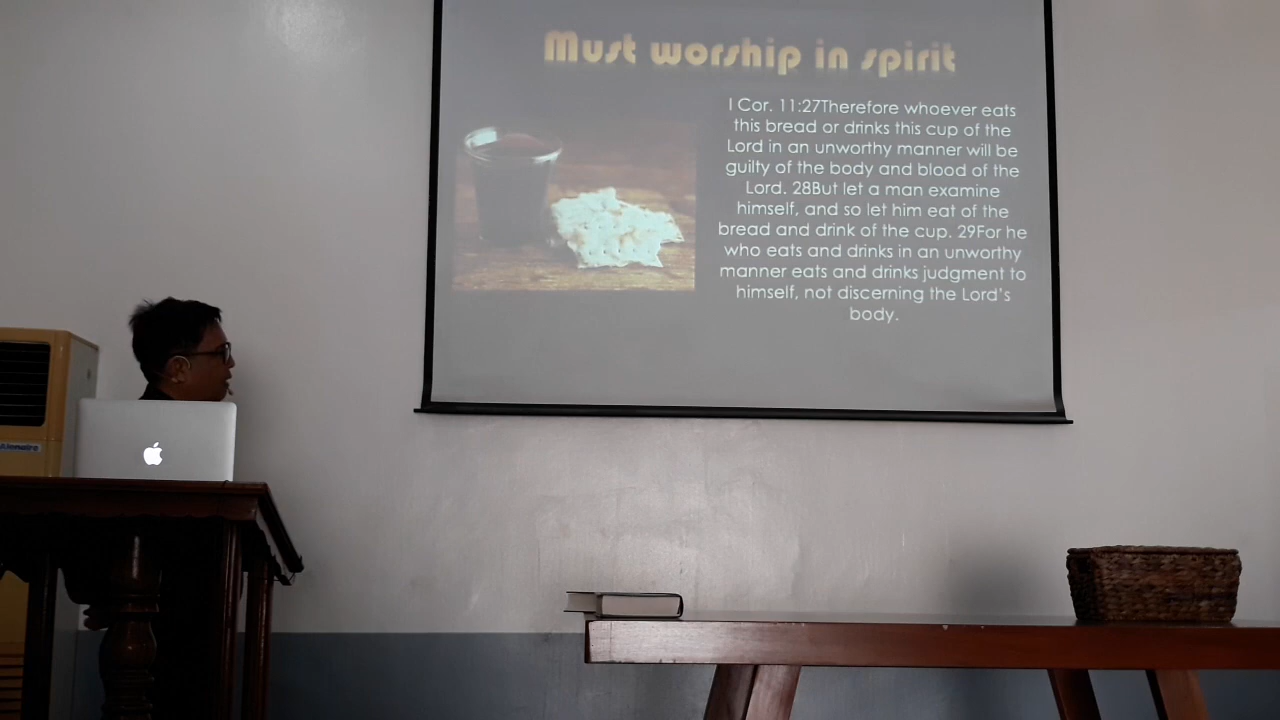 Must worship in spirit
I Cor. 11:27Therefore whoever eats
this bread or drinks this cup of the
Lord in an unworthy manner will be
guilty of the body and blood of the
Lord. 28But let a man examine
himself, and so let him eat of the
bread and drink of the cup. 29For he
who eats and drinks in an unworthy
manner eats and drinks judgment to
himself, not discerning the Lord's
body.